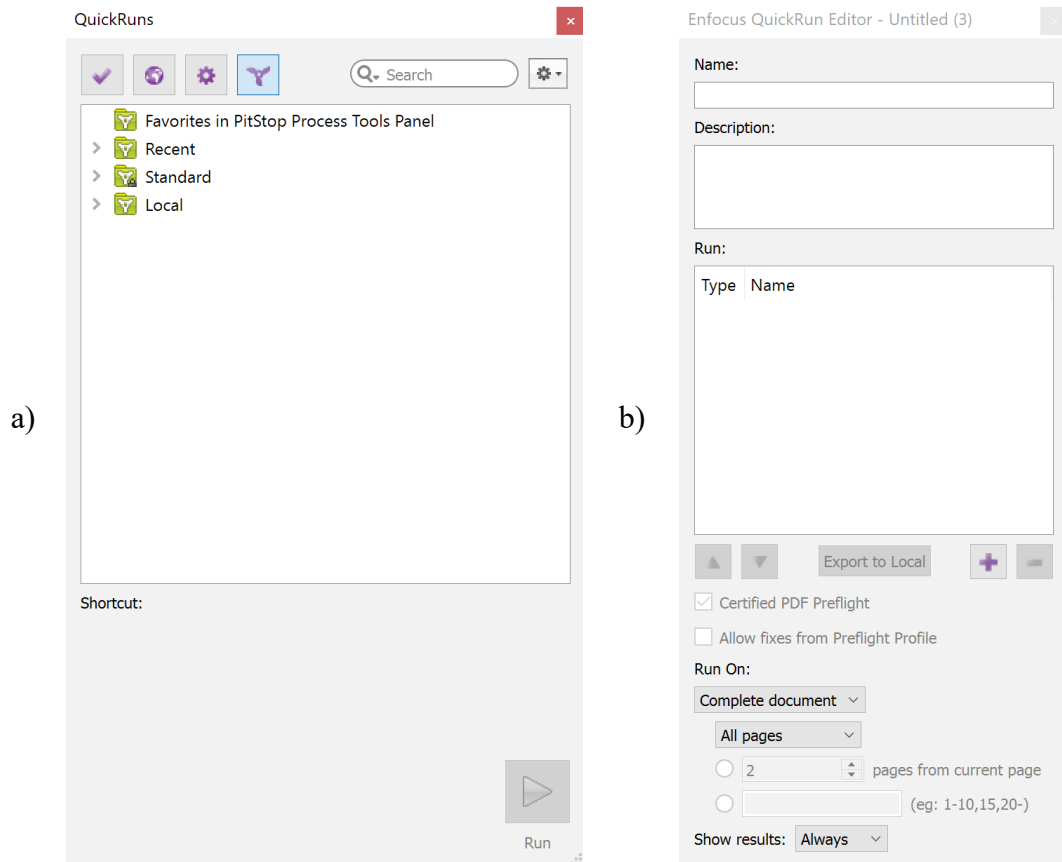 QuickRuns
Search
Favorites in PitStop Process Tools Panel
Recent
Standard
Local
Shortcut:
Run
a)
Enfocus QuickRun Editor - Untitled (3)
Name:
Description:
Run:
Type Name
Export to Local
Certified PDF Preflight
Allow fixes from Preflight Profile
Run On:
Complete document
All pages
2 pages from current page
(eg: 1-10,15,20-)
Show results: Always
b)